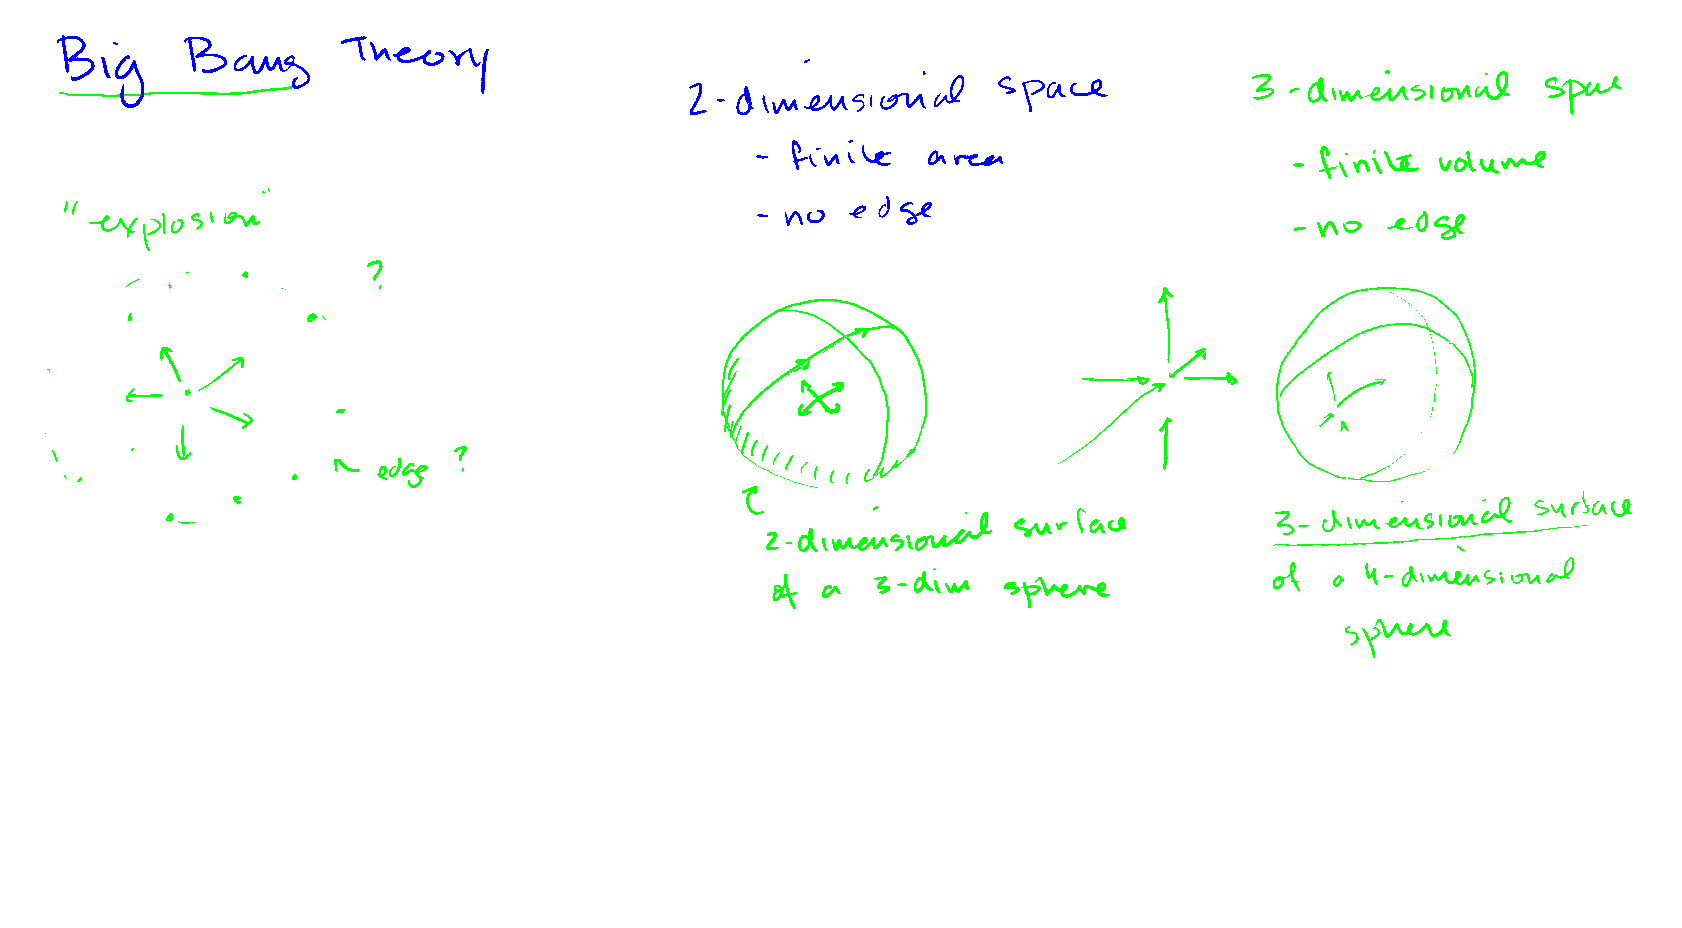 Big Bang Theory
"explosion"
?
edge ?
2-dimensional space
- finite area
- no edge
2-dimensional surface
of a 3-dim sphere
3-dimensional space
- finite volume
- no edge
3-dimensional surface
of a 4-dimensional
sphere